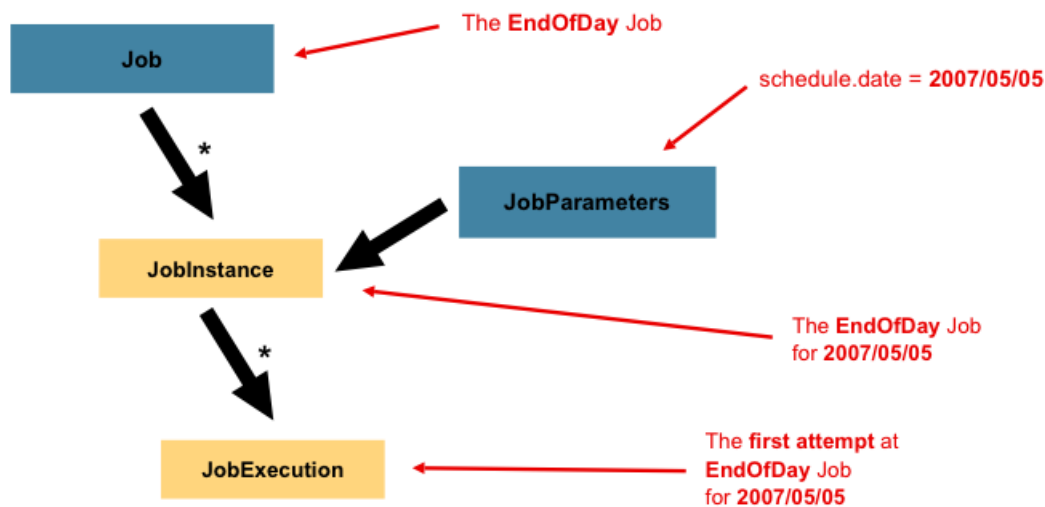 The EndOfDay Job
Job
schedule.date = 2007/05/05
*
JobParameters
JobInstance
The EndOfDay Job
for 2007/05/05
*
The first attempt at
EndOfDay Job
for 2007/05/05
JobExecution